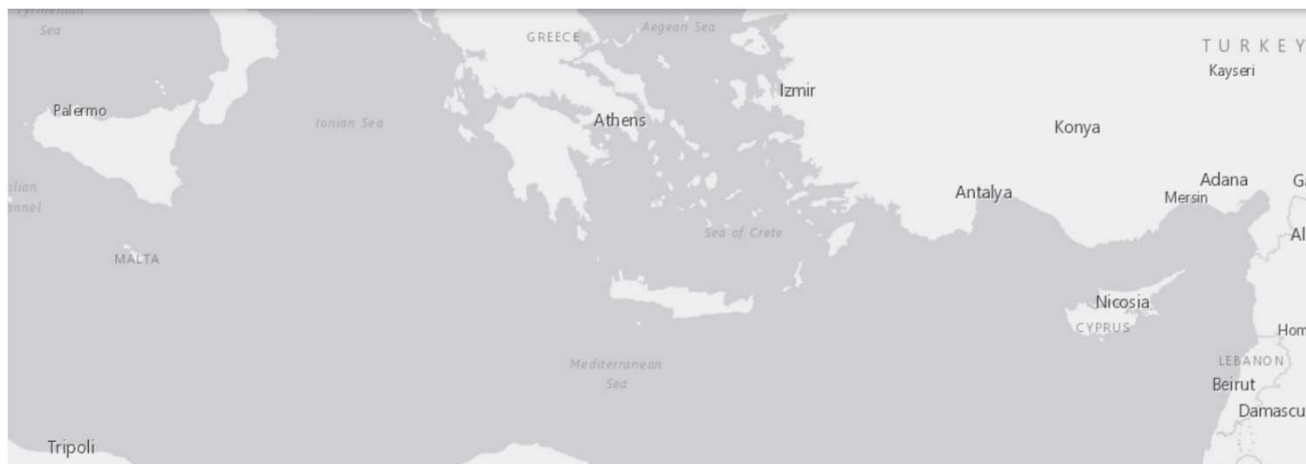 Sea
GREECE
Aegean Sea
TURKEY
Kayseri
Izmir
Palermo
Ionian Sea
Athens
Konya
Adana
Antalya
Mersin
Sea of Crete
MALTA
Nicosia
CYPRUS
LEBANON
Mediterranean
Sea
Beirut
Damascu
Tripoli